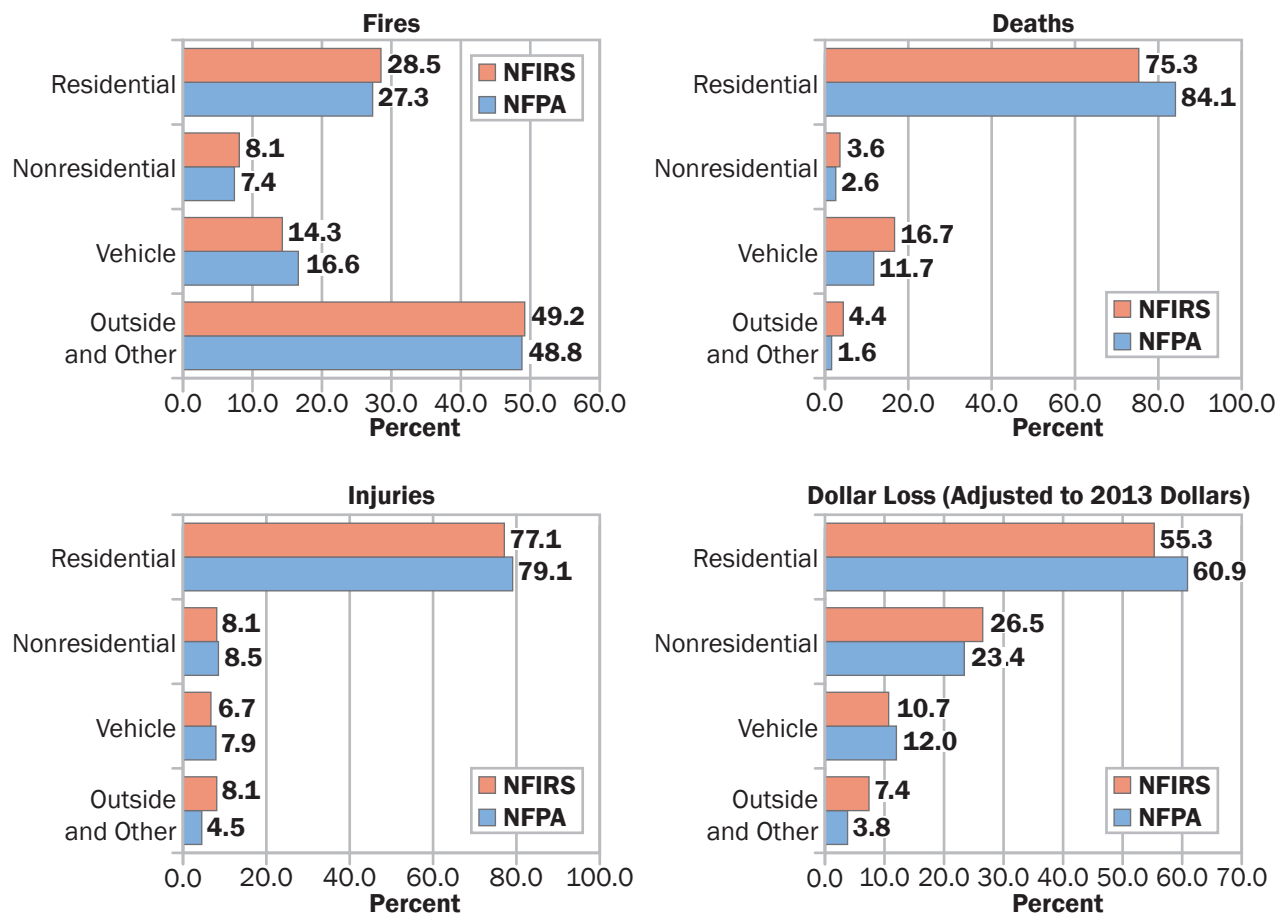 Fires
Residential
28.5
27.3
Nonresidential
8.1
7.4
Vehicle
14.3
16.6
Outside
and Other
49.2
48.8
NFIRS
NFPA
0.0 10.0 20.0 30.0 40.0 50.0 60.0
Percent
Deaths
Residential
75.3
84.1
Nonresidential
3.6
2.6
Vehicle
16.7
11.7
Outside
and Other
4.4
1.6
NFIRS
NFPA
0.0 20.0 40.0 60.0 80.0 100.0
Percent
Injuries
Residential
77.1
79.1
Nonresidential
8.1
8.5
Vehicle
6.7
7.9
Outside
and Other
8.1
4.5
NFIRS
NFPA
0.0 20.0 40.0 60.0 80.0 100.0
Percent
Dollar Loss (Adjusted to 2013 Dollars)
Residential
55.3
60.9
Nonresidential
26.5
23.4
Vehicle
10.7
12.0
Outside
and Other
7.4
3.8
NFIRS
NFPA
0.0 10.0 20.0 30.0 40.0 50.0 60.0 70.0
Percent